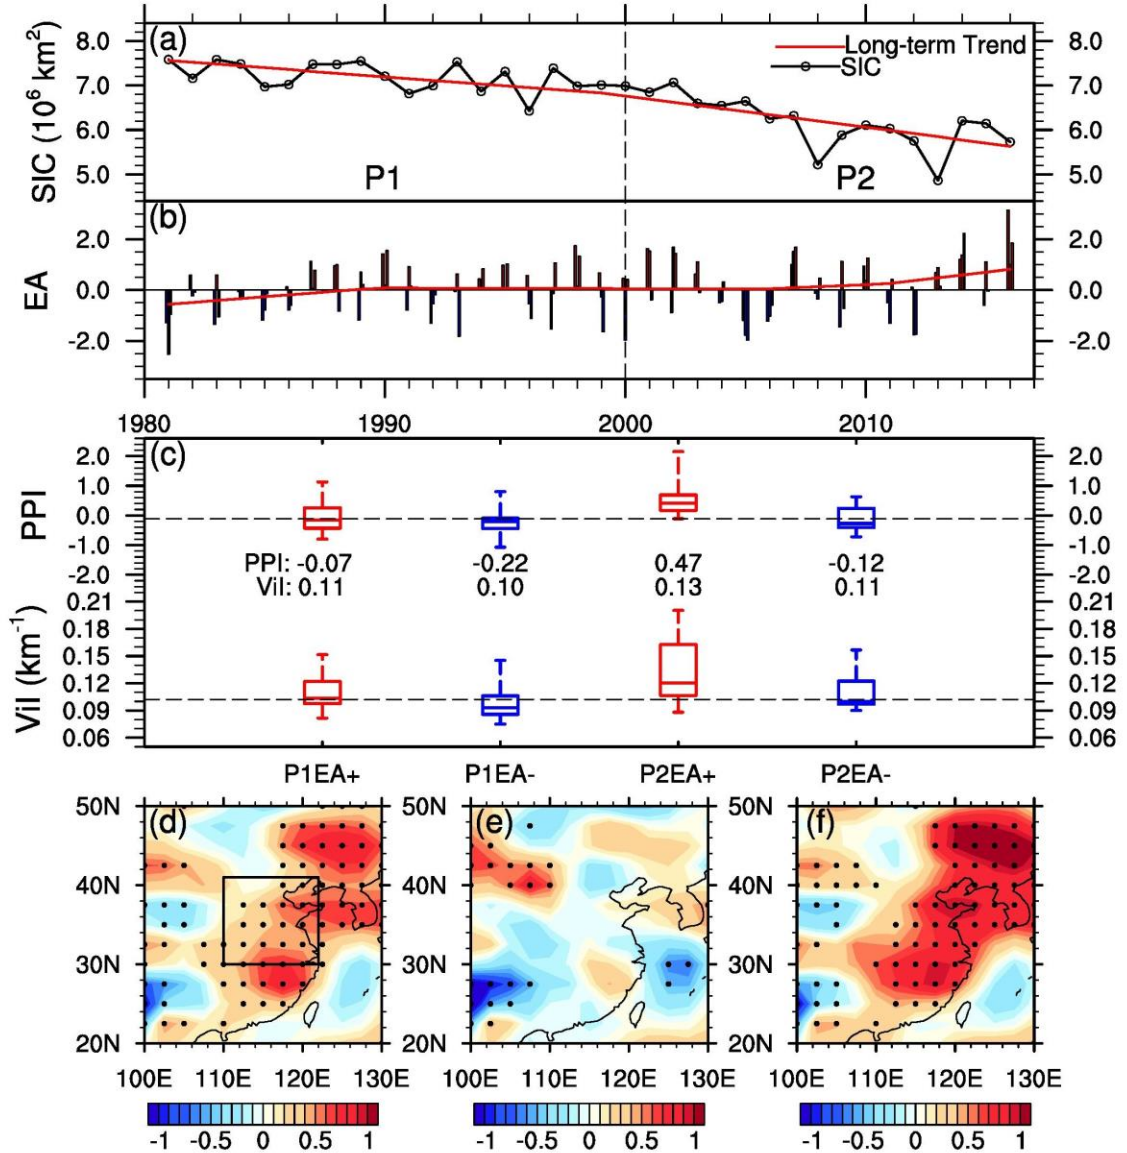 (a)
Long-term Trend
SIC
8.0 8.0
7.0 7.0
6.0 6.0
5.0 5.0
SIC (10⁶ km²)
P1 P2
(b)
2.0 2.0
0.0 0.0
-2.0 -2.0
EA
1980 1990 2000 2010
(c)
2.0 2.0
1.0 1.0
0.0 0.0
-1.0 -1.0
-2.0 -2.0
PPI
PPI: -0.07 -0.22 0.47 -0.12
Vil: 0.11 0.10 0.13 0.11
0.21 0.21
0.18 0.18
0.15 0.15
0.12 0.12
0.09 0.09
0.06 0.06
Vil (km⁻¹)
P1EA+ P1EA- P2EA+ P2EA-
50N 50N 50N
(d) (e) (f)
40N 40N 40N
30N 30N 30N
20N 20N 20N
100E 110E 120E 130E 100E 110E 120E 130E 100E 110E 120E 130E
-1 -0.5 0 0.5 1 -1 -0.5 0 0.5 1 -1 -0.5 0 0.5 1